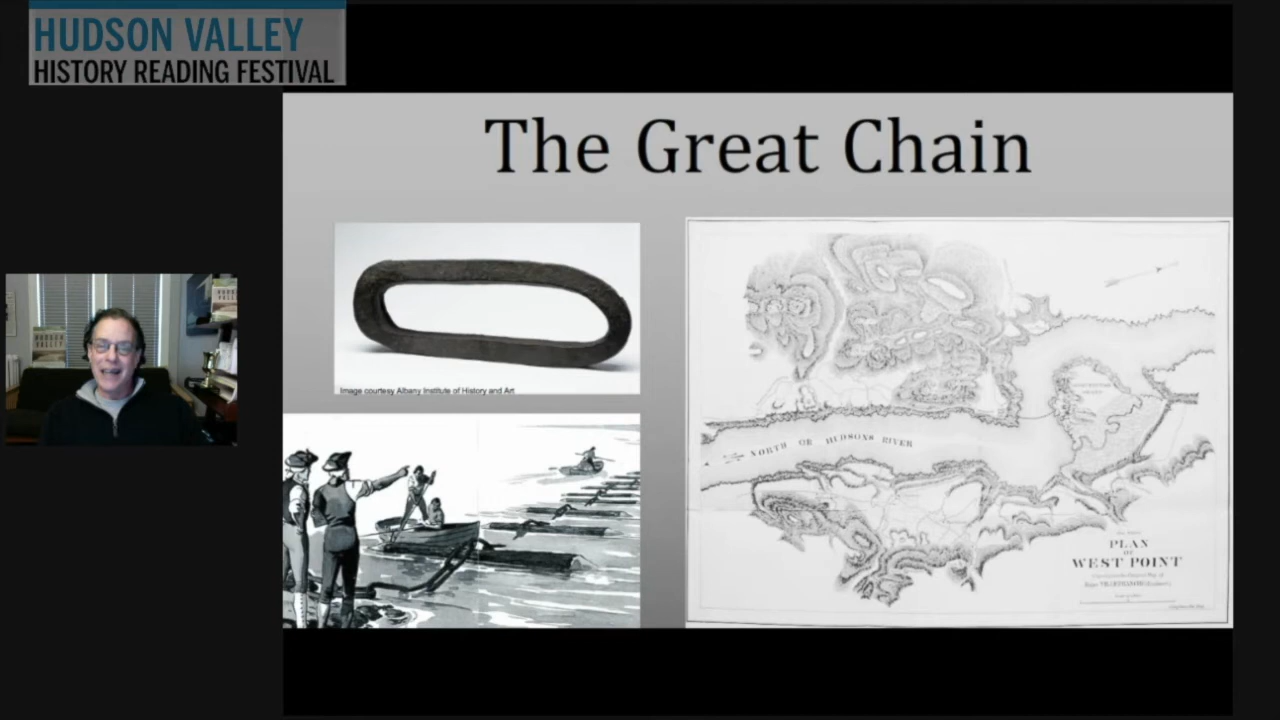 HUDSON VALLEY
HISTORY READING FESTIVAL
The Great Chain
Image courtesy Albany Institute of History and Art
NORTH OR HUDSONS RIVER
PLAN
OF
WEST POINT